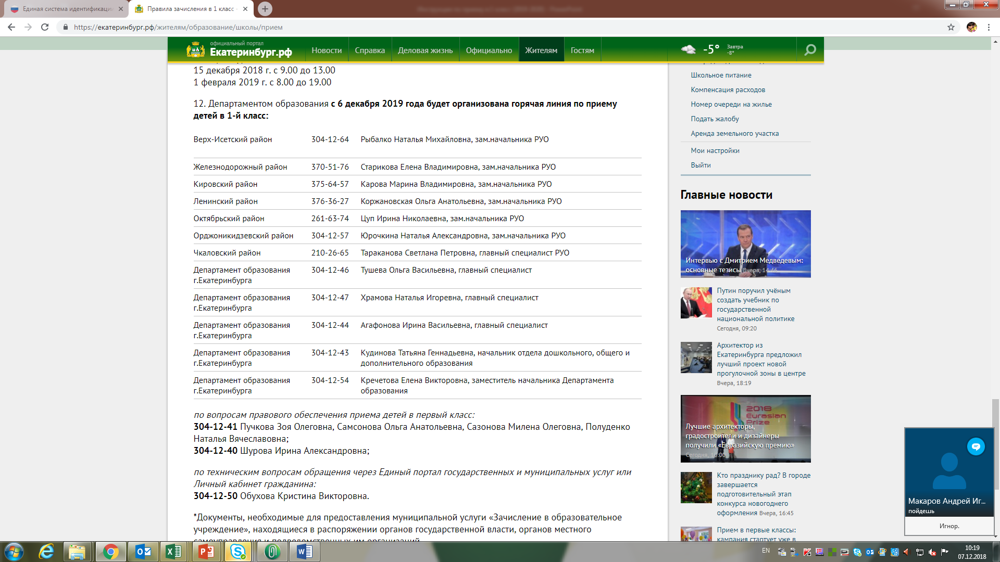 Единая система идентификации
Правила зачисления в 1 класс
https://екатеринбург.рф/жителям/образование/школы/прием
официальный портал
Екатеринбург.рф
Новости
Справка
Деловая жизнь
Официально
Жителям
Гостям
-5°
Завтра
-8°
15 декабря 2018 г. с 9.00 до 13.00
1 февраля 2019 г. с 8.00 до 19.00
12. Департаментом образования с 6 декабря 2019 года будет организована горячая линия по приему
детей в 1-й класс:
Верх-Исетский район 304-12-64 Рыбалко Наталья Михайловна, зам.начальника РУО
Железнодорожный район 370-51-76 Старикова Елена Владимировна, зам.начальника РУО
Кировский район 375-64-57 Карова Марина Владимировна, зам.начальника РУО
Ленинский район 376-36-27 Коржановская Ольга Анатольевна, зам.начальника РУО
Октябрьский район 261-63-74 Цуп Ирина Николаевна, зам.начальника РУО
Орджоникидзевский район 304-12-57 Юрочкина Наталья Александровна, зам.начальника РУО
Чкаловский район 210-26-65 Тараканова Светлана Петровна, главный специалист РУО
Департамент образования 304-12-46 Тушева Ольга Васильевна, главный специалист
г.Екатеринбурга
Департамент образования 304-12-47 Храмова Наталья Игоревна, главный специалист
г.Екатеринбурга
Департамент образования 304-12-44 Агафонова Ирина Васильевна, главный специалист
г.Екатеринбурга
Департамент образования 304-12-43 Кудинова Татьяна Геннадьевна, начальник отдела дошкольного, общего и
г.Екатеринбурга дополнительного образования
Департамент образования 304-12-54 Кречетова Елена Викторовна, заместитель начальника Департамента
г.Екатеринбурга образования
по вопросам правового обеспечения приема детей в первый класс:
304-12-41 Пучкова Зоя Олеговна, Самсонова Ольга Анатольевна, Сазонова Милена Олеговна, Полуденко
Наталья Вячеславовна;
304-12-40 Шурова Ирина Александровна;
по техническим вопросам обращения через Единый портал государственных и муниципальных услуг или
Личный кабинет гражданина:
304-12-50 Обухова Кристина Викторовна.
*Документы, необходимые для предоставления муниципальной услуги «Зачисление в образовательное
учреждение», находящиеся в распоряжении органов государственной власти, органов местного
самоуправления и подведомственных им организаций
Школьное питание
Компенсация расходов
Номер очереди на жилье
Подать жалобу
Аренда земельного участка
Мои настройки
Выйти
Главные новости
Интервью с Дмитрием Медведевым:
основные тезисы Вчера, 14:46
Путин поручил учёным
создать учебник по
государственной
национальной политике
Сегодня, 09:20
Архитектор из
Екатеринбурга предложил
лучший проект новой
прогулочной зоны в центре
Вчера, 18:19
2018
Eurasian
Prize
Лучшие архитекторы,
градостроители и дизайнеры
получили «Евразийскую премию»
Сегодня, 10:00
Кто празднику рад? В городе
завершается
подготовительный этап
конкурса новогоднего
оформления Вчера, 16:45
Прием в первые классы:
кампания стартует уже в
Макаров Андрей Иг...
пойдешь
Игнор.
EN
10:19
07.12.2018